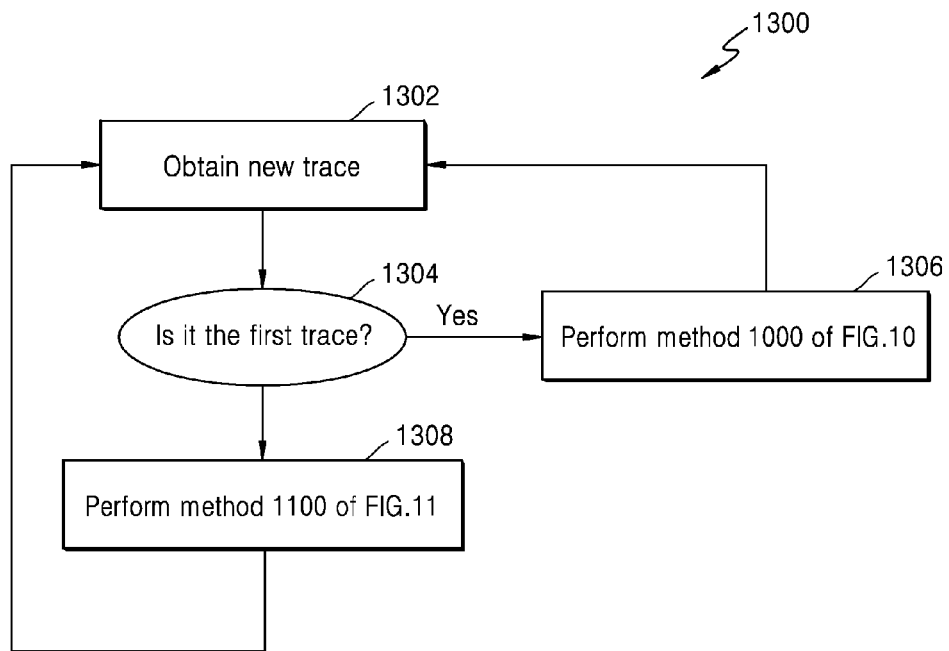 1300
1302
Obtain new trace
1304
Is it the first trace?
Yes
1306
Perform method 1000 of FIG.10
1308
Perform method 1100 of FIG.11